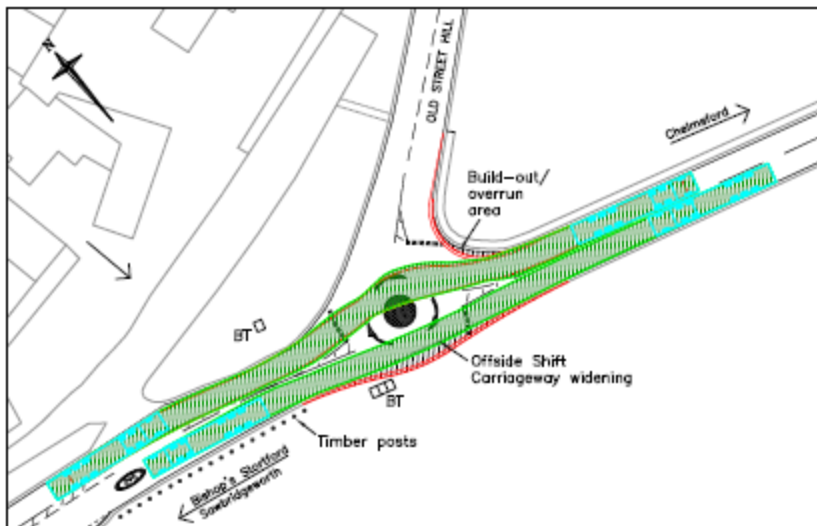 N
OLD STREET HILL
Chelmsford
Build-out/
overrun
area
BT
Offside Shift
Carriageway widening
BT
Timber posts
Bishop's Stortford
Sawbridgeworth